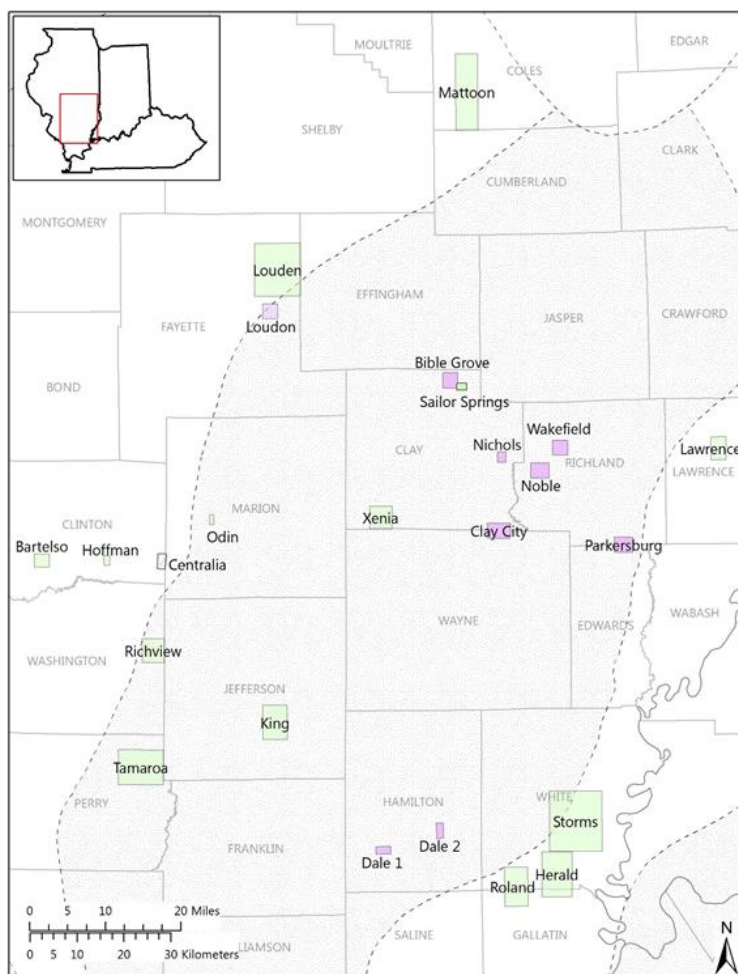 MOULTRIE
EDGAR
COLES
Mattoon
SHELBY
CLARK
CUMBERLAND
MONTGOMERY
Louden
EFFINGHAM
JASPER
CRAWFORD
FAYETTE
Loudon
Bible Grove
BOND
Sailor Springs
Wakefield
Nichols
Lawrence
CLAY
RICHLAND
LAWRENCE
Noble
MARION
Xenia
CLINTON
Odin
Clay City
Bartelso
Hoffman
Centralia
Parkersburg
WABASH
WAYNE
EDWARDS
Richview
WASHINGTON
JEFFERSON
King
Tamaroa
PERRY
HAMILTON
WHITE
Storms
Dale 2
FRANKLIN
Dale 1
Herald
Roland
0 5 10 20 Miles
N
SALINE
GALLATIN
LIAMSON
0 5 10 20 30 Kilometers